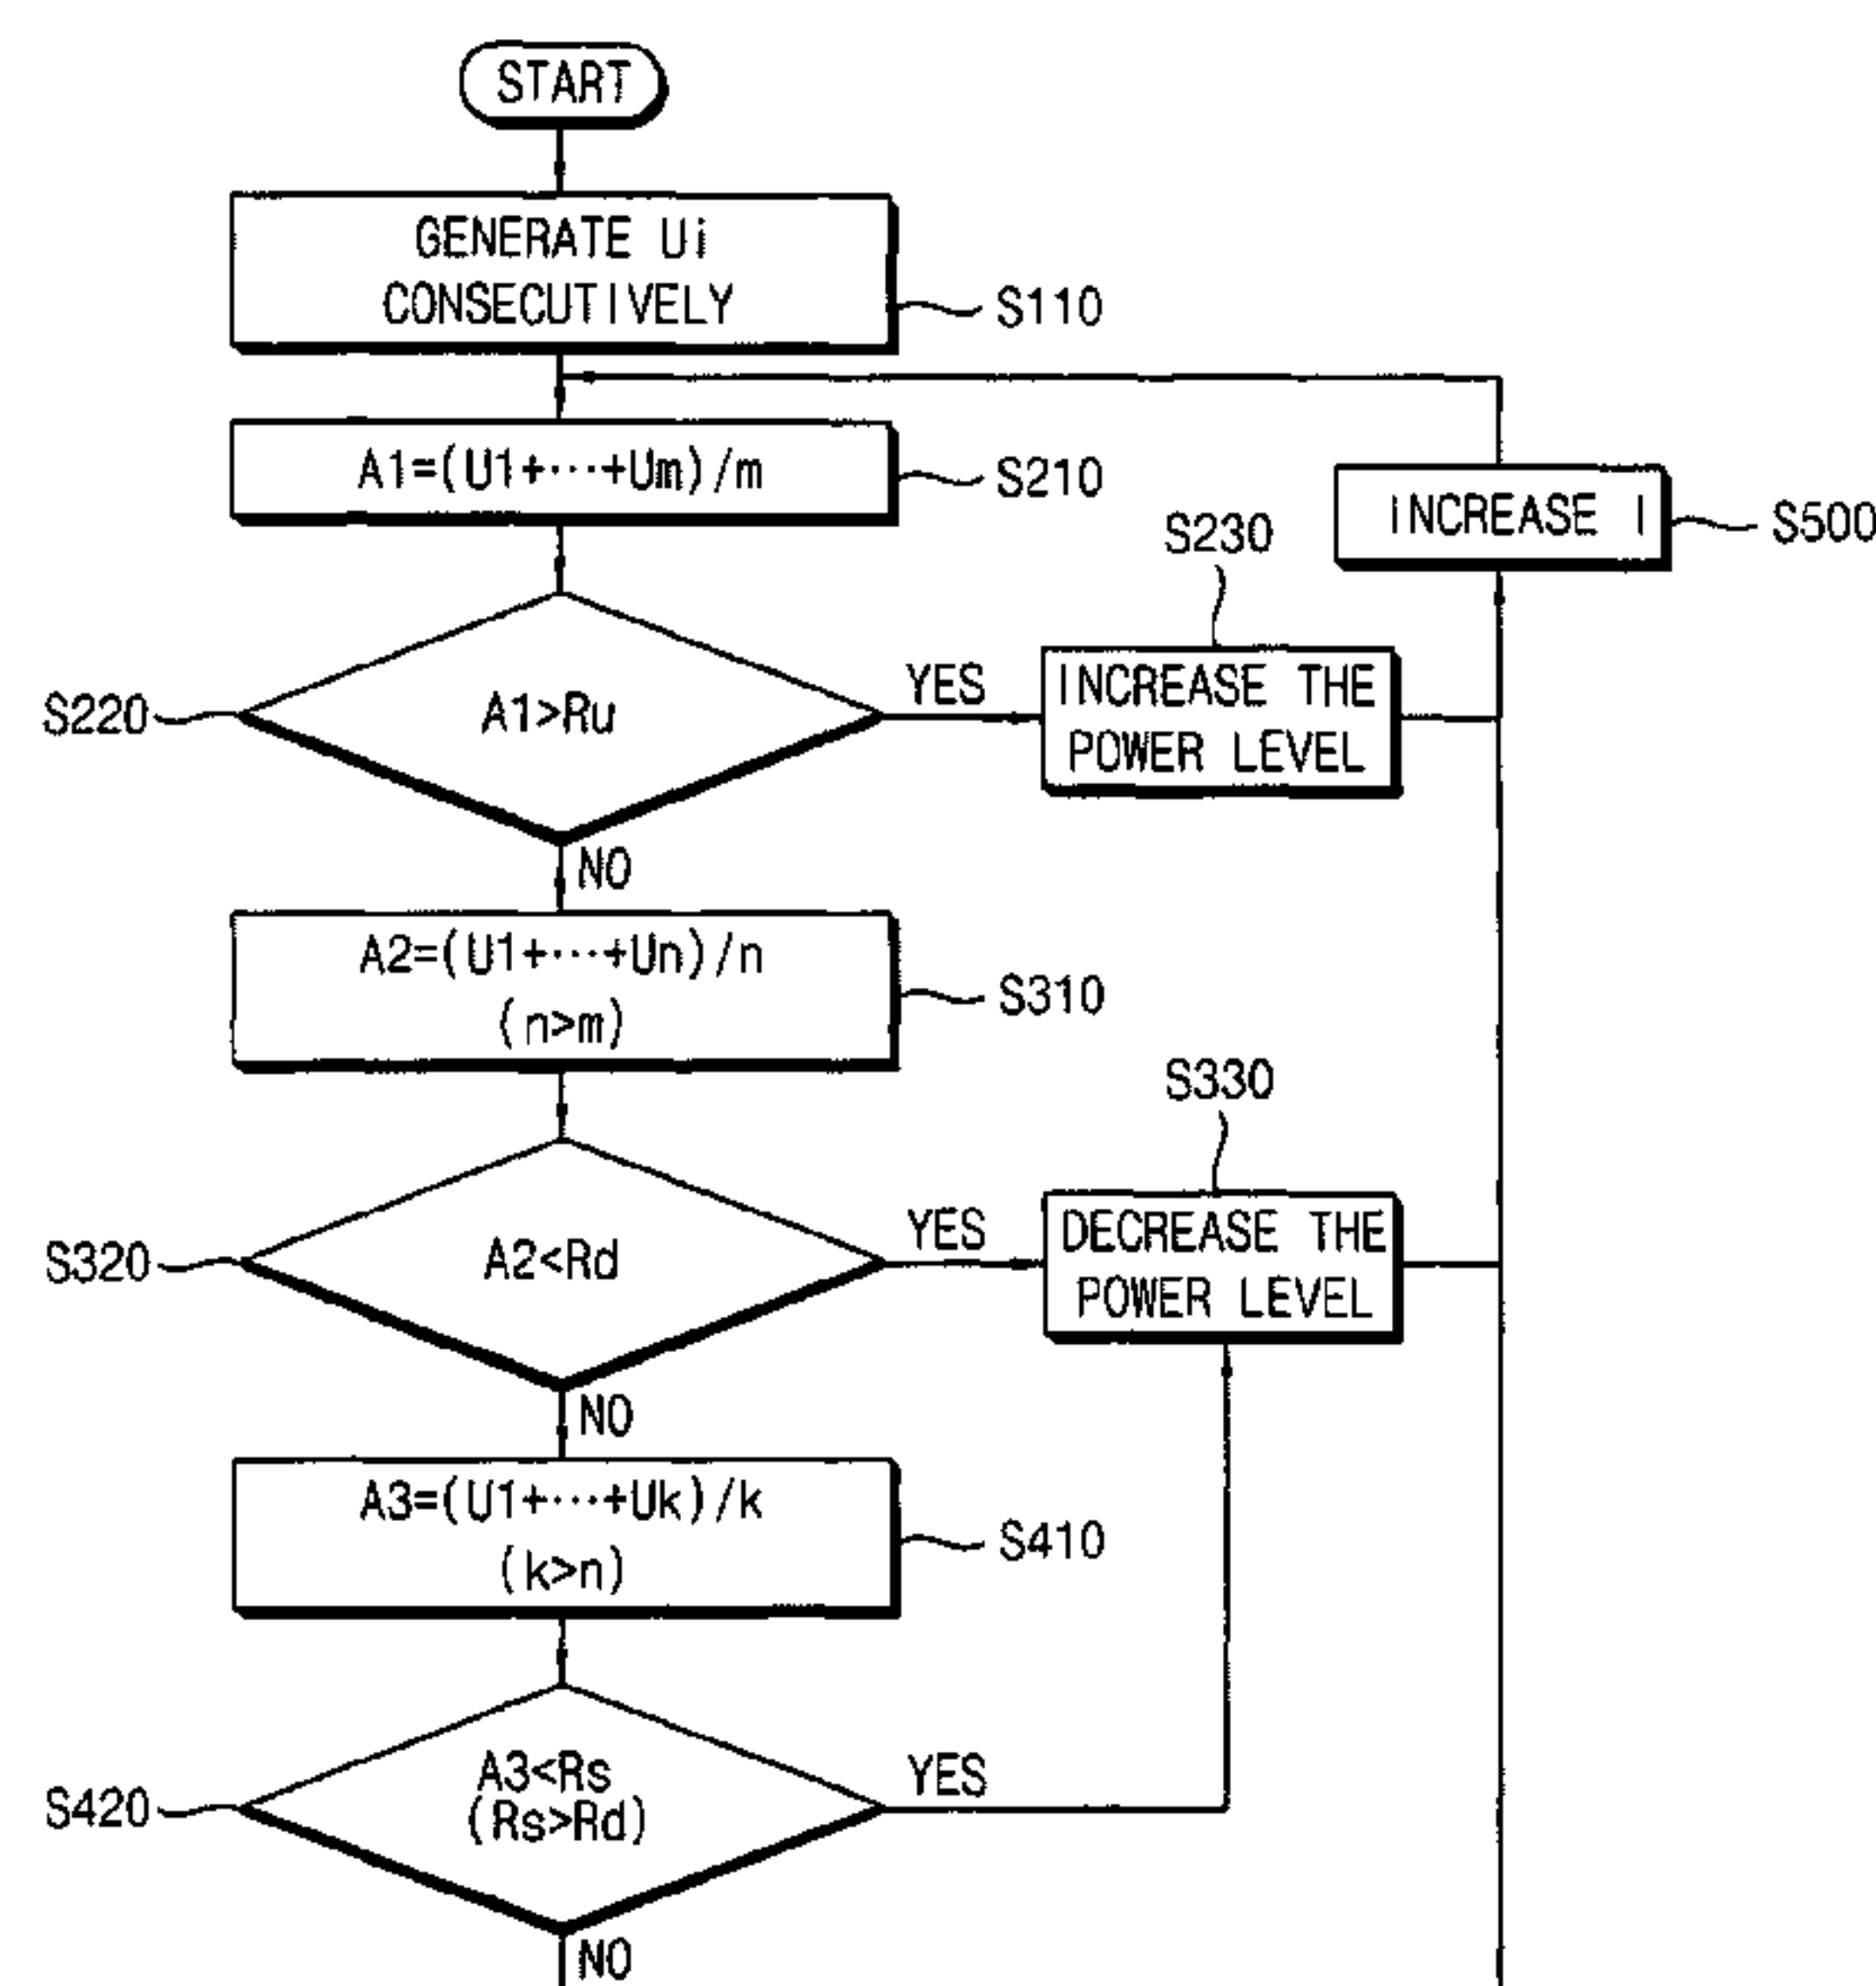 START
GENERATE Ui
CONSECUTIVELY
S110
A1=(U1+···+Um)/m
S210
INCREASE I
S500
S230
S220
A1>Ru
YES
INCREASE THE
POWER LEVEL
NO
A2=(U1+···+Un)/n
(n>m)
S310
S330
S320
A2<Rd
YES
DECREASE THE
POWER LEVEL
NO
A3=(U1+···+Uk)/k
(k>n)
S410
S420
A3<Rs
(Rs>Rd)
YES
NO